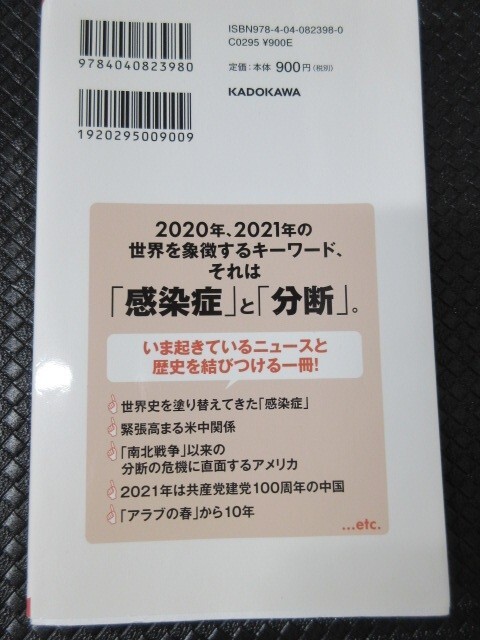 ISBN978-4-04-082398-0
C0295 ¥900E
定価:本体 900円(税別)
KADOKAWA
9784040823980
1920295009009
2020年、2021年の
世界を象徴するキーワード、
それは
「感染症」と「分断」。
いま起きているニュースと
歴史を結びつける一冊!
世界史を塗り替えてきた「感染症」
緊張高まる米中関係
「南北戦争」以来の
分断の危機に直面するアメリカ
2021年は共産党建党100周年の中国
「アラブの春」から10年
...etc.